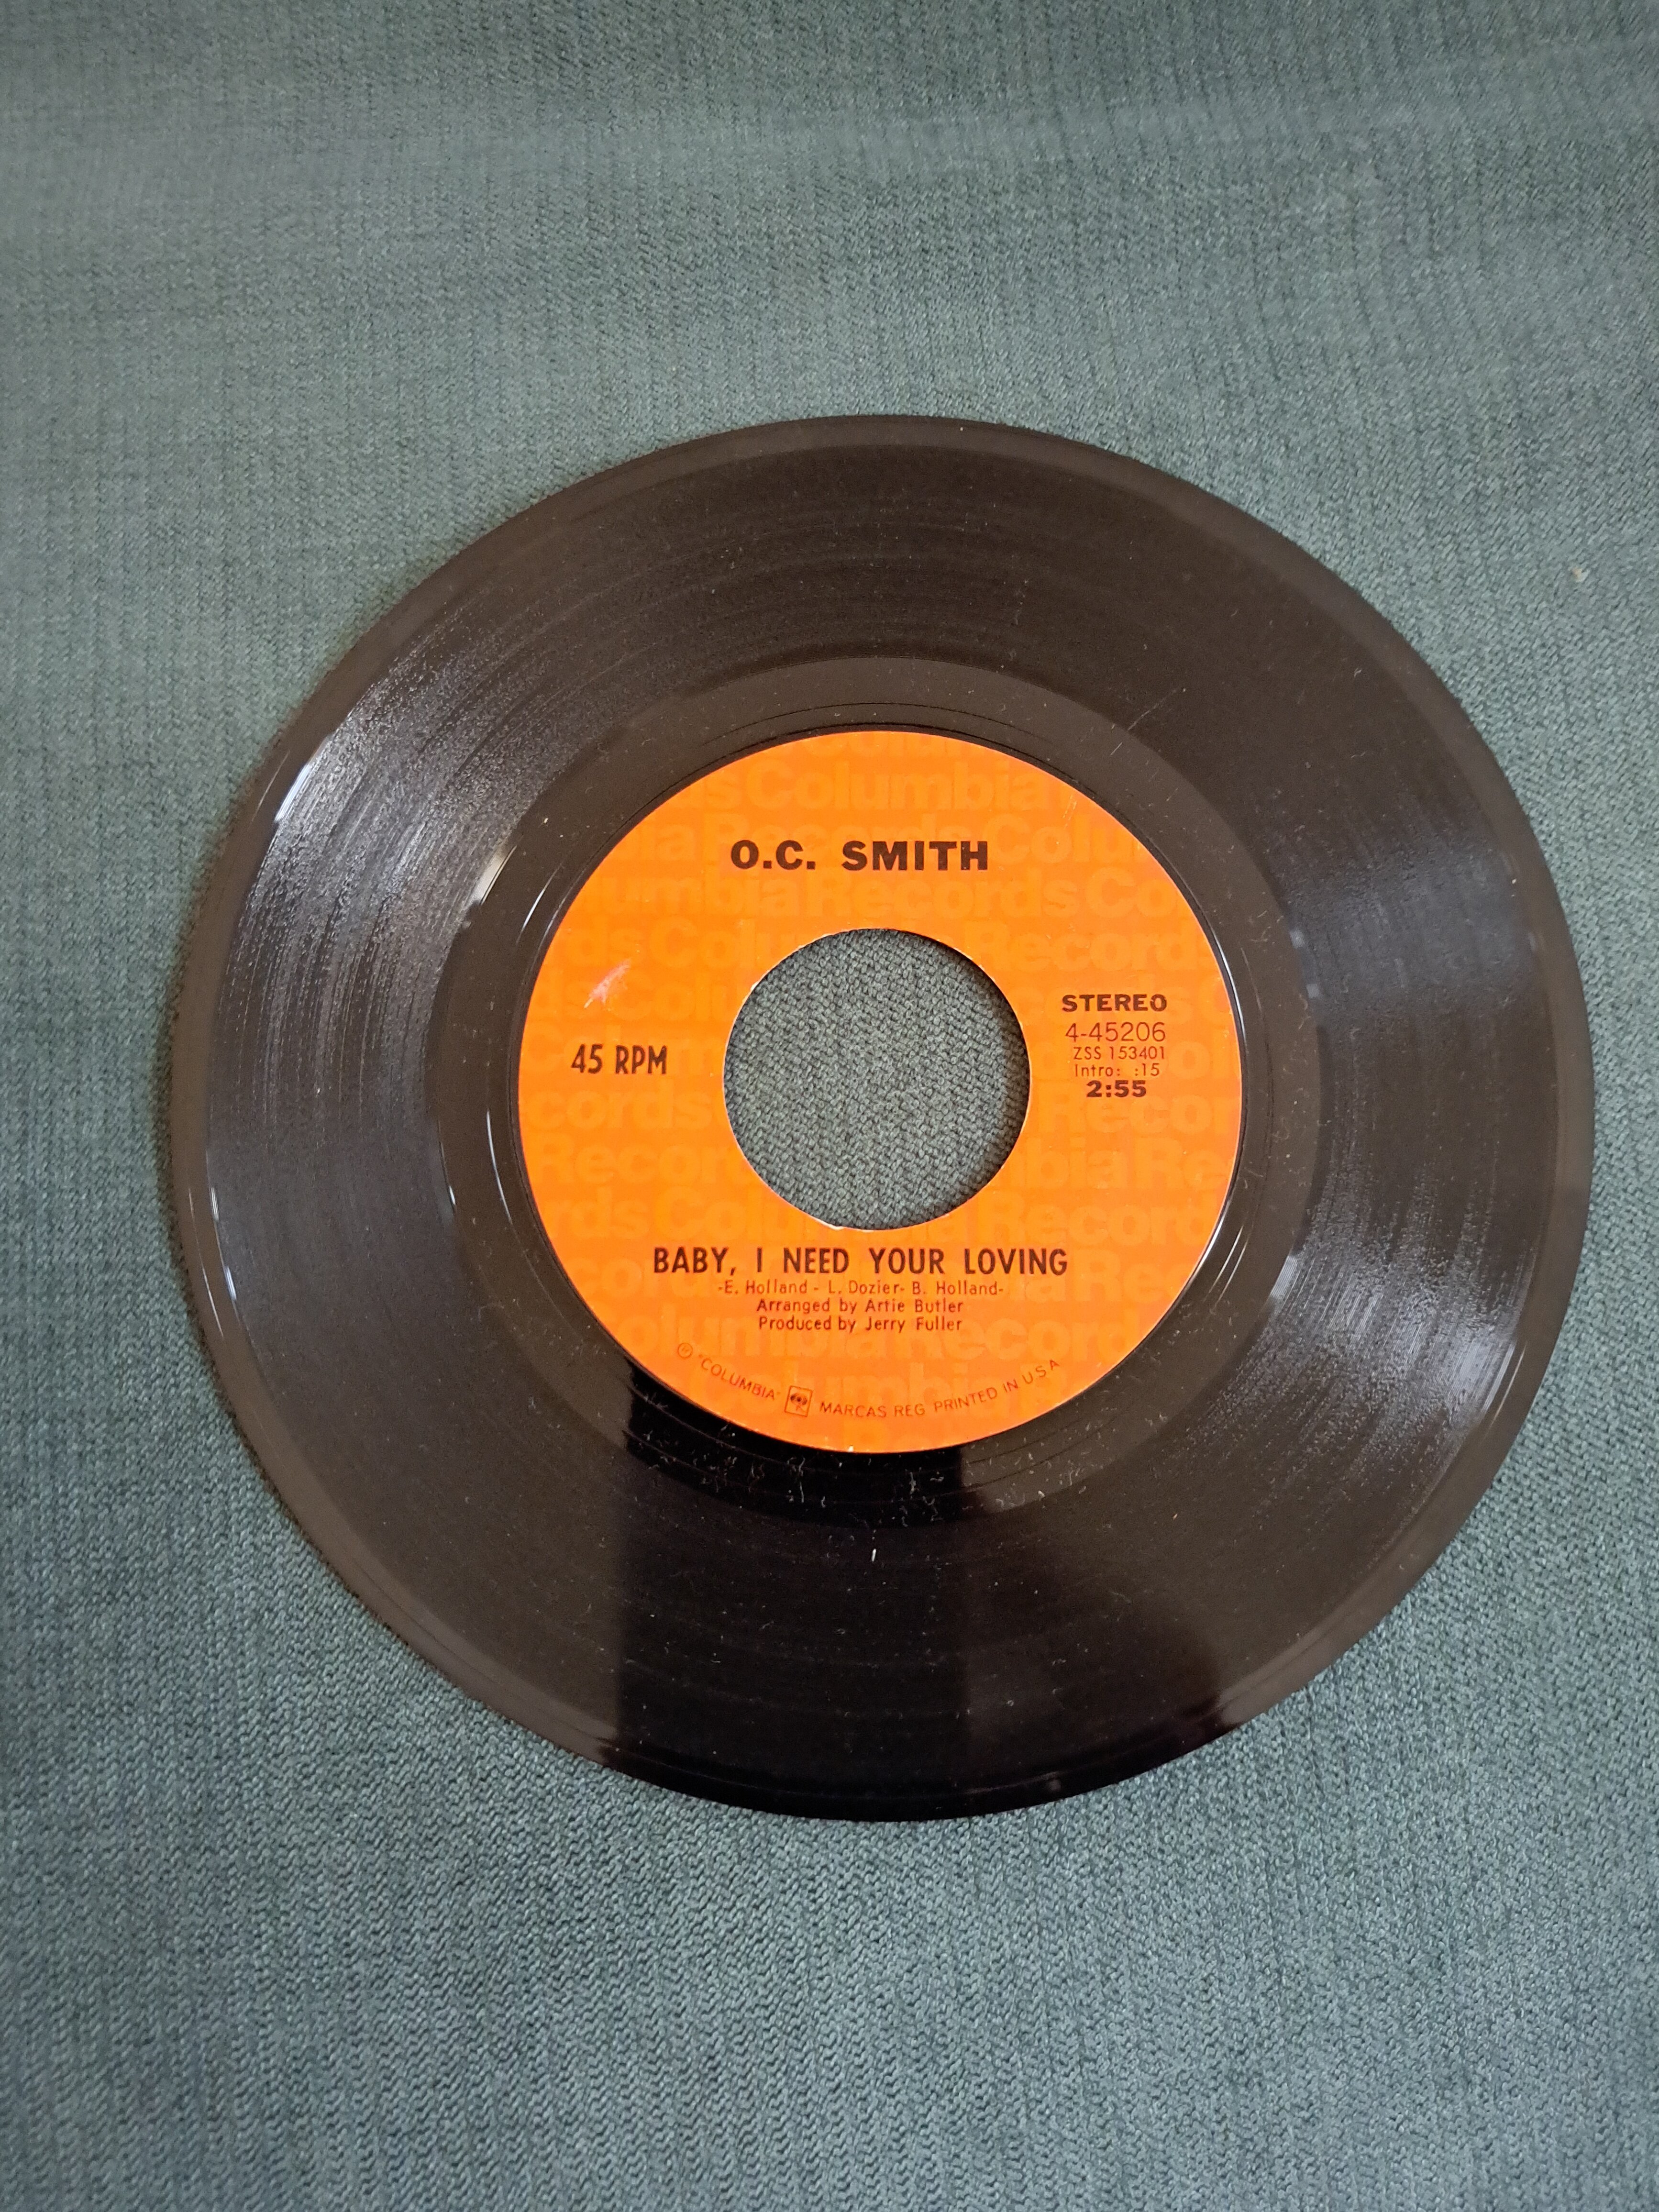 O.C. SMITH
45 RPM
STEREO
4-45206
ZSS 153401
Intro: :15
2:55
BABY, I NEED YOUR LOVING
-E. Holland - L. Dozier- B. Holland-
Arranged by Artie Butler
Produced by Jerry Fuller
Ⓟ "COLUMBIA" MARCAS REG. PRINTED IN U.S.A.